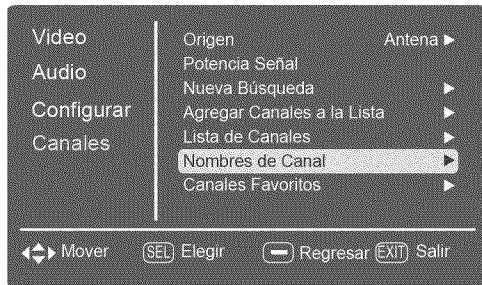 Video
Audio
Configurar
Canales
Origen Antena ▶
Potencia Señal
Nueva Búsqueda ▶
Agregar Canales a la Lista ▶
Lista de Canales ▶
Nombres de Canal ▶
Canales Favoritos ▶
Mover SEL Elegir Regresar EXIT Salir